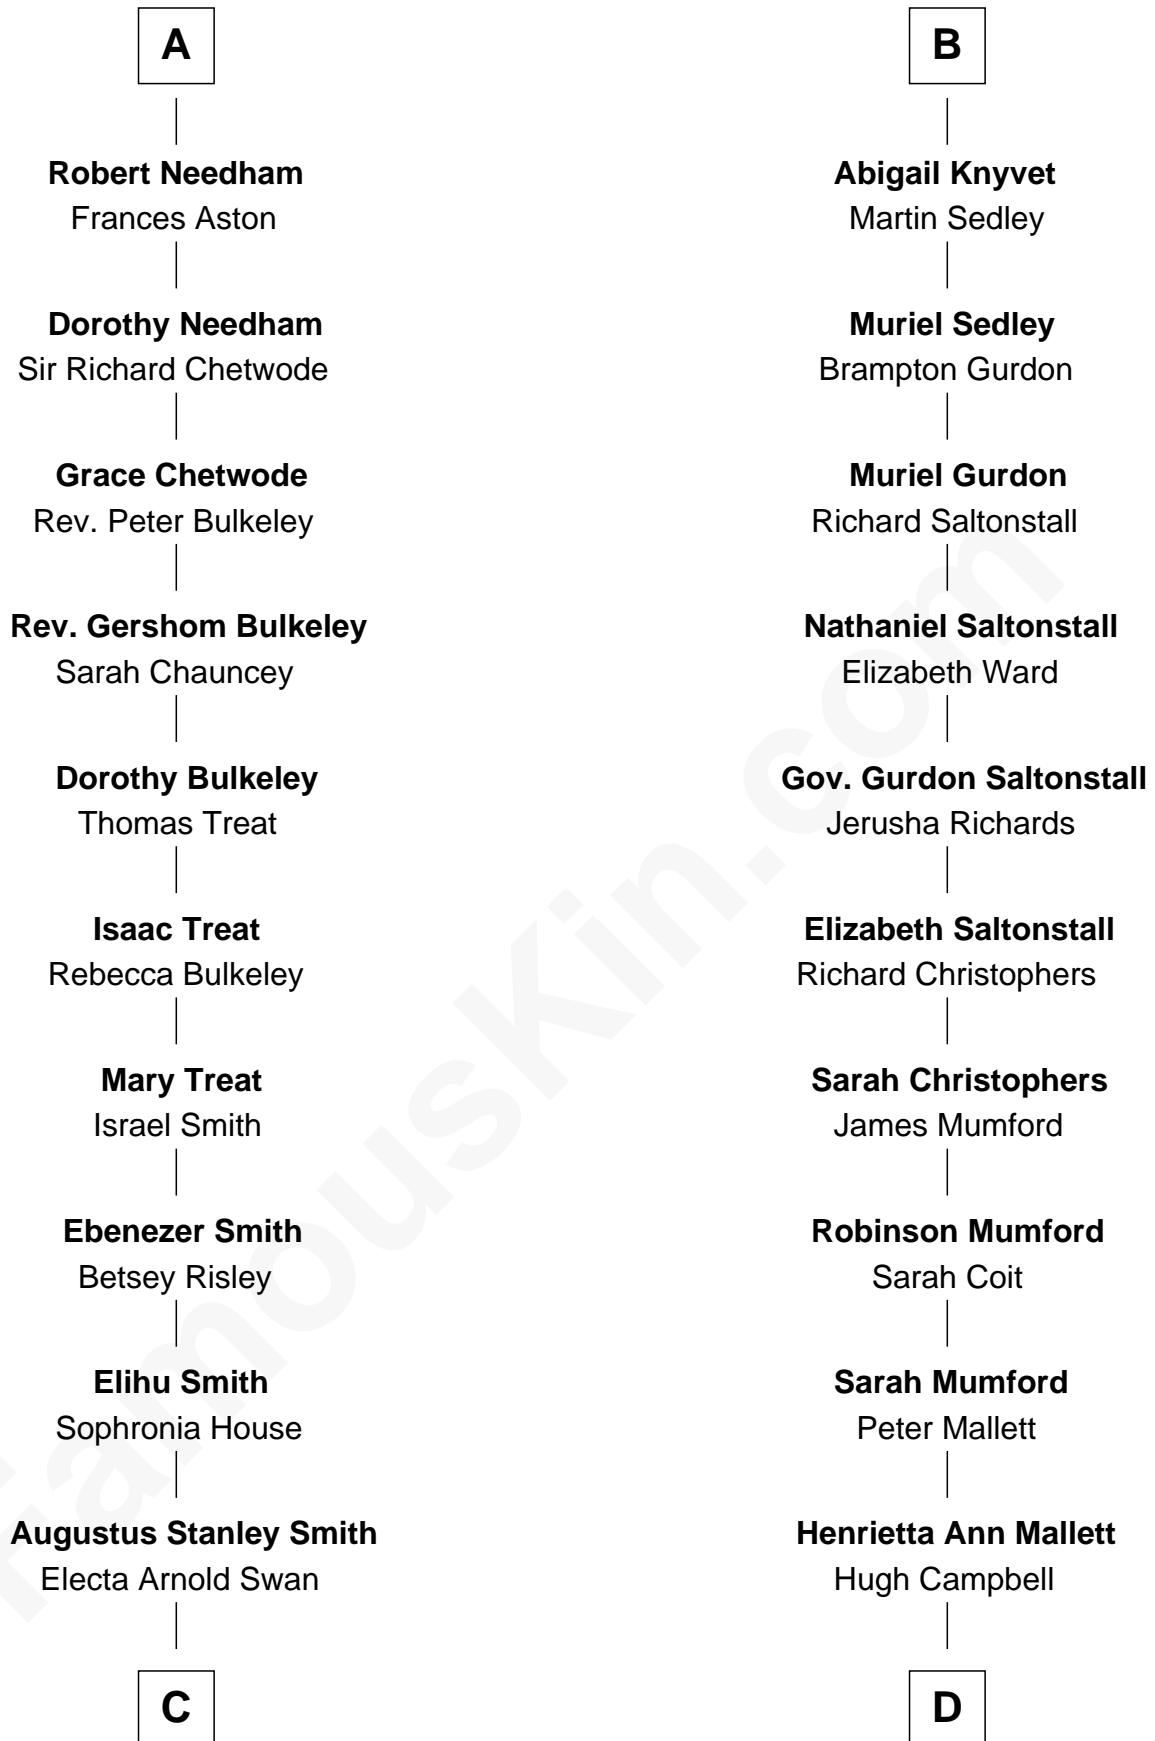 A
Robert Needham
Frances Aston
Dorothy Needham
Sir Richard Chetwode
Grace Chetwode
Rev. Peter Bulkeley
Rev. Gershom Bulkeley
Sarah Chauncey
Dorothy Bulkeley
Thomas Treat
Isaac Treat
Rebecca Bulkeley
Mary Treat
Israel Smith
Ebenezer Smith
Betsey Risley
Elihu Smith
Sophronia House
Augustus Stanley Smith
Electa Arnold Swan
C
B
Abigail Knyvet
Martin Sedley
Muriel Sedley
Brampton Gurdon
Muriel Gurdon
Richard Saltonstall
Nathaniel Saltonstall
Elizabeth Ward
Gov. Gurdon Saltonstall
Jerusha Richards
Elizabeth Saltonstall
Richard Christophers
Sarah Christophers
James Mumford
Robinson Mumford
Sarah Coit
Sarah Mumford
Peter Mallett
Henrietta Ann Mallett
Hugh Campbell
D
FamousKin.com